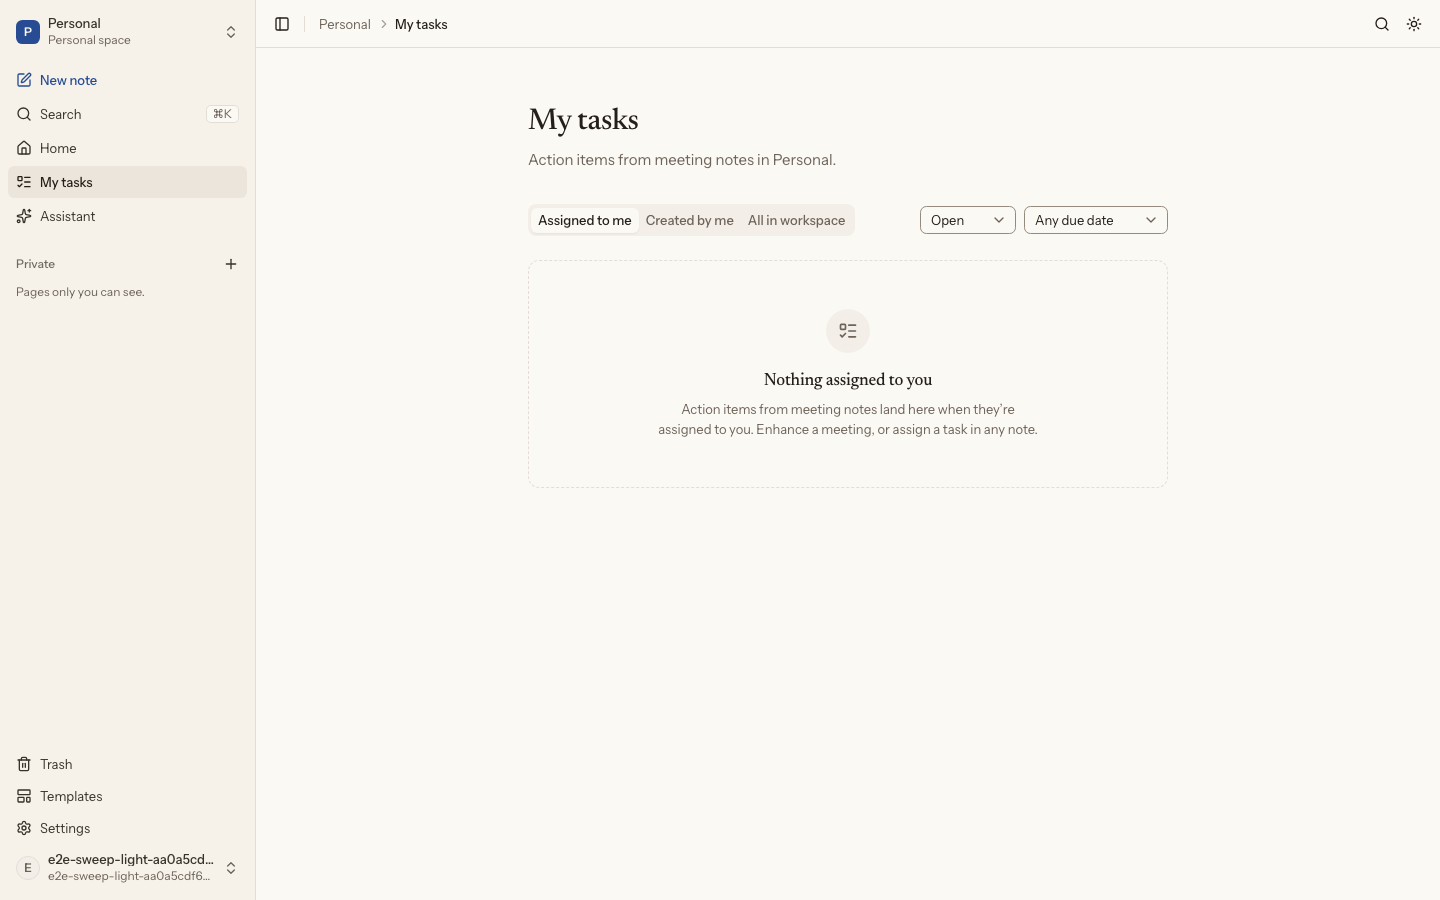 P
Personal
Personal space
New note
Search
⌘K
Home
My tasks
Assistant
Private
Pages only you can see.
Trash
Templates
Settings
E
e2e-sweep-light-aa0a5cd...
e2e-sweep-light-aa0a5cdf6...
Personal
My tasks
My tasks
Action items from meeting notes in Personal.
Assigned to me
Created by me
All in workspace
Open
Any due date
Nothing assigned to you
Action items from meeting notes land here when they’re
assigned to you. Enhance a meeting, or assign a task in any note.